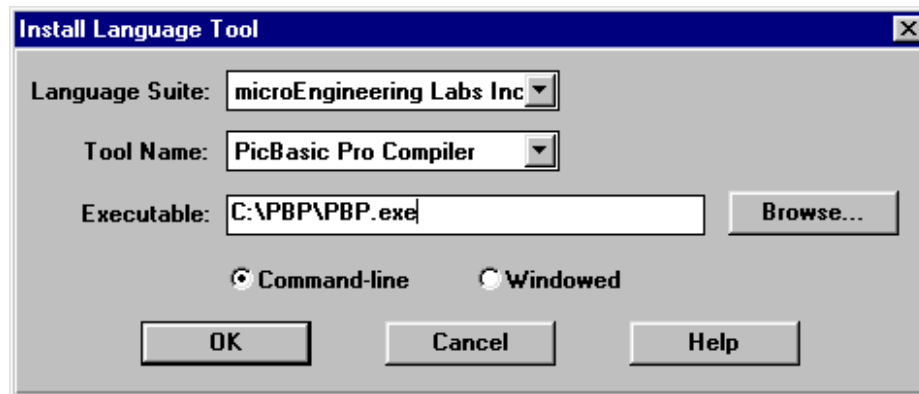 Install Language Tool
Language Suite: microEngineering Labs Inc
Tool Name: PicBasic Pro Compiler
Executable: C:\PBP\PBP.exe Browse...
Command-line Windowed
OK Cancel Help